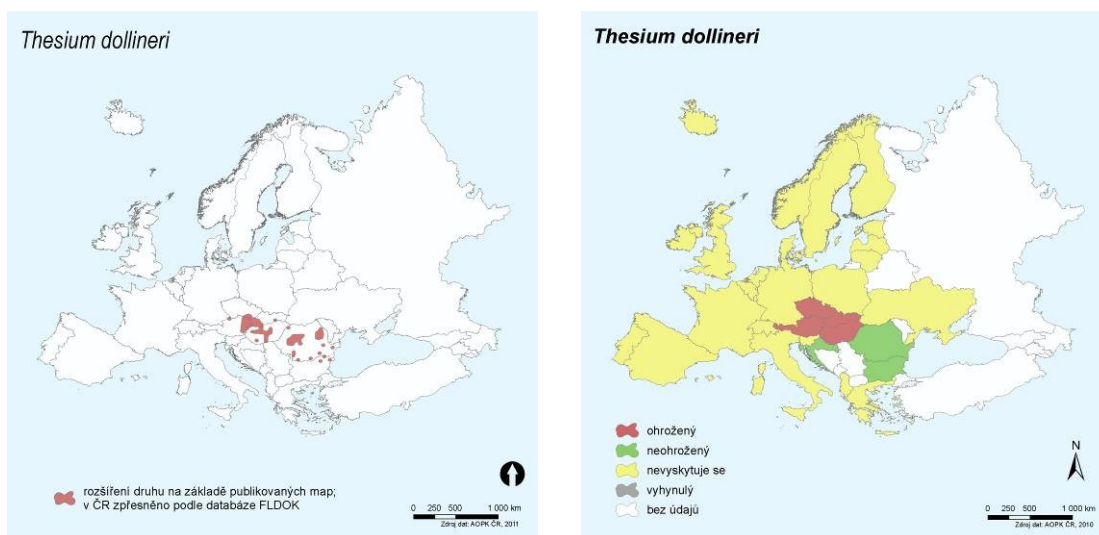 Thesium dollineri
rozšíření druhu na základě publikovaných map;
v ČR zpřesněno podle databáze FLDOK
0 250 500 1 000 km
Zdroj dat: AOPK ČR, 2011
Thesium dollineri
ohrožený
neohrožený
nevyskytuje se
vyhynulý
bez údajů
N
0 250 500 1 000 km
Zdroj dat: AOPK ČR, 2010